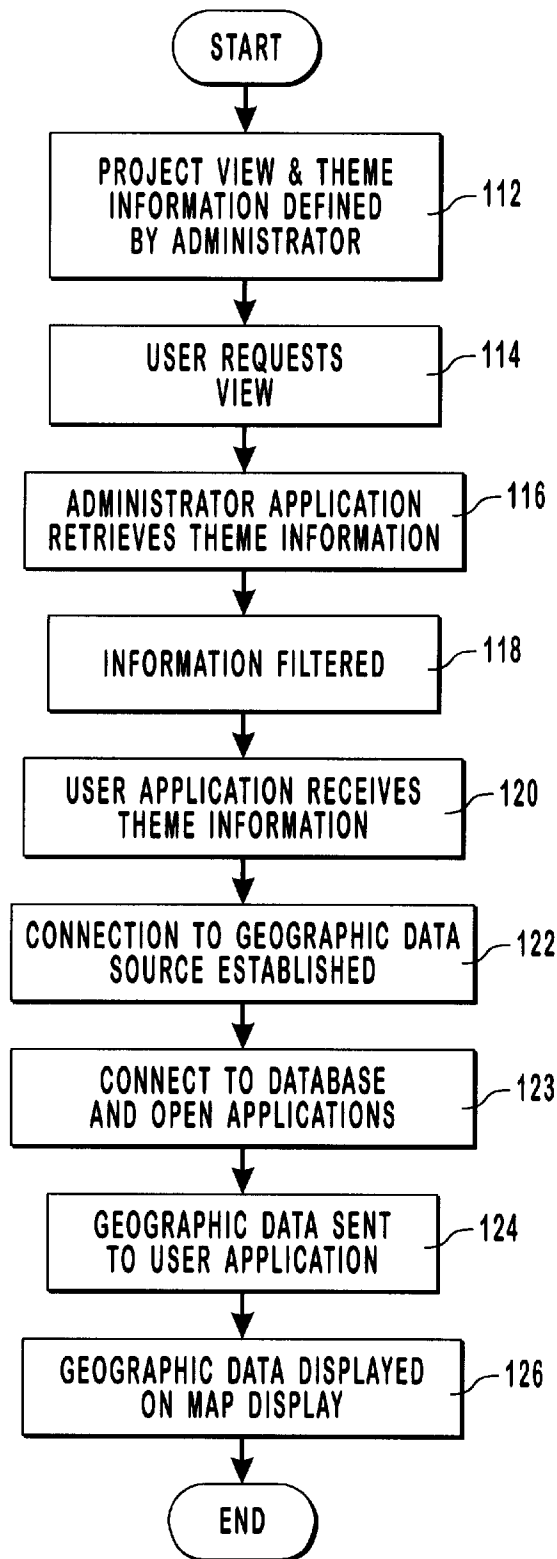 START
PROJECT VIEW & THEME
INFORMATION DEFINED
BY ADMINISTRATOR
112
USER REQUESTS
VIEW
114
ADMINISTRATOR APPLICATION
RETRIEVES THEME INFORMATION
116
INFORMATION FILTERED
118
USER APPLICATION RECEIVES
THEME INFORMATION
120
CONNECTION TO GEOGRAPHIC DATA
SOURCE ESTABLISHED
122
CONNECT TO DATABASE
AND OPEN APPLICATIONS
123
GEOGRAPHIC DATA SENT
TO USER APPLICATION
124
GEOGRAPHIC DATA DISPLAYED
ON MAP DISPLAY
126
END